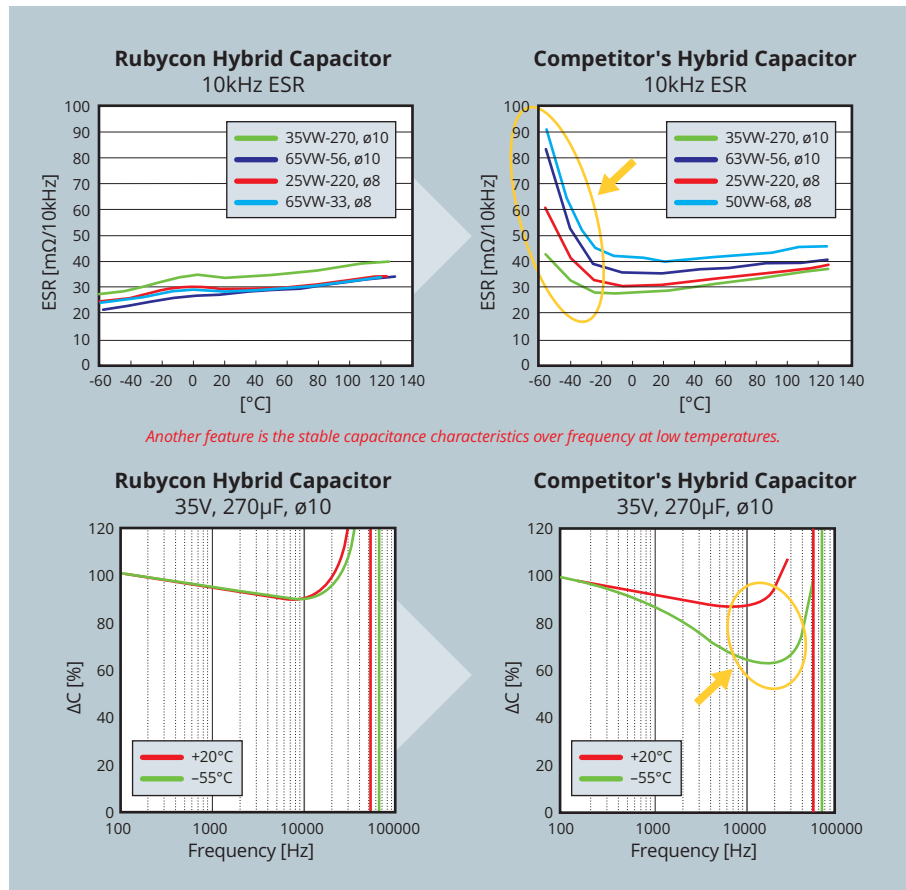 Rubycon Hybrid Capacitor
10kHz ESR
100
90
80
70
60
50
40
30
20
10
0
ESR [mΩ/10kHz]
35VW-270, ø10
65VW-56, ø10
25VW-220, ø8
65VW-33, ø8
-60 -40 -20 0 20 40 60 80 100 120 140
[°C]
Competitor's Hybrid Capacitor
10kHz ESR
100
90
80
70
60
50
40
30
20
10
0
ESR [mΩ/10kHz]
35VW-270, ø10
63VW-56, ø10
25VW-220, ø8
50VW-68, ø8
-60 -40 -20 0 20 40 60 80 100 120 140
[°C]
Another feature is the stable capacitance characteristics over frequency at low temperatures.
Rubycon Hybrid Capacitor
35V, 270µF, ø10
120
100
80
60
40
20
0
ΔC [%]
+20°C
–55°C
100 1000 10000 100000
Frequency [Hz]
Competitor's Hybrid Capacitor
35V, 270µF, ø10
120
100
80
60
40
20
0
ΔC [%]
+20°C
–55°C
100 1000 10000 100000
Frequency [Hz]